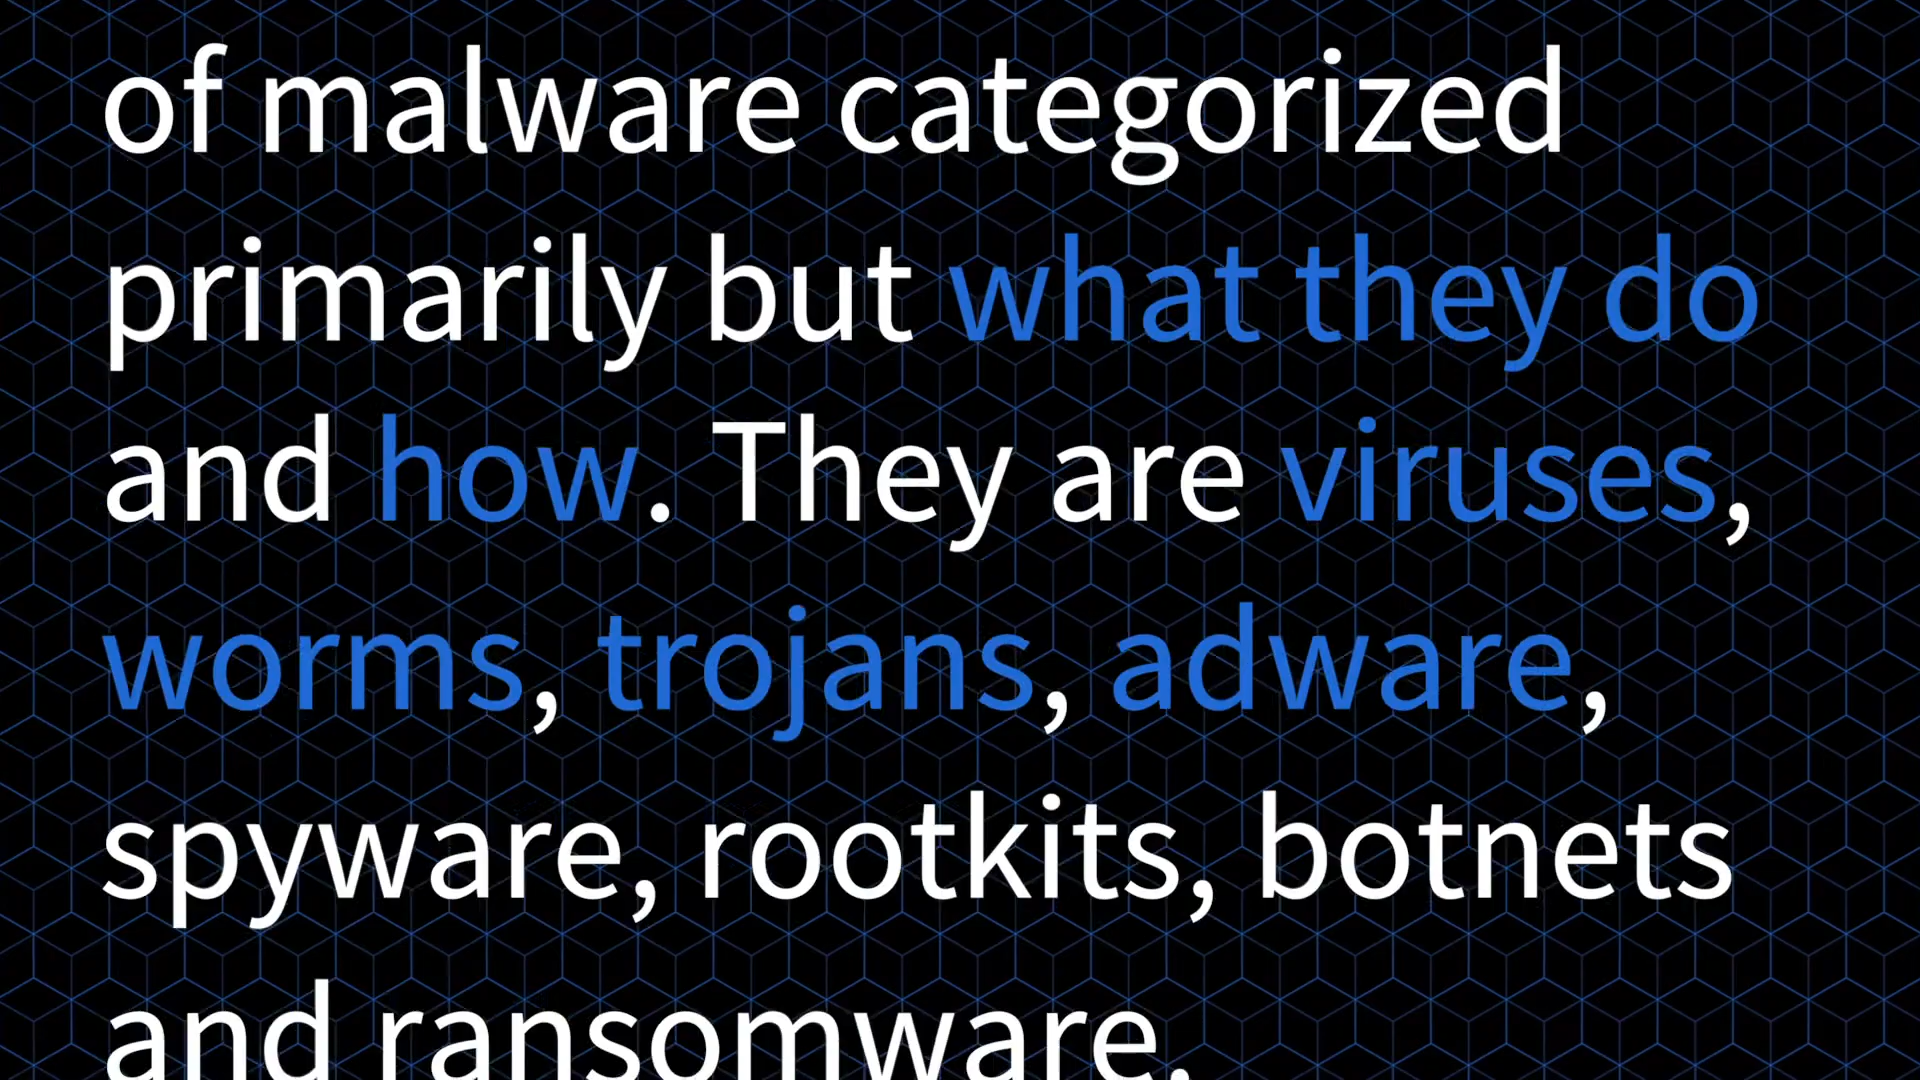 of malware categorized
primarily but what they do
and how. They are viruses,
worms, trojans, adware,
spyware, rootkits, botnets
and ransomware.